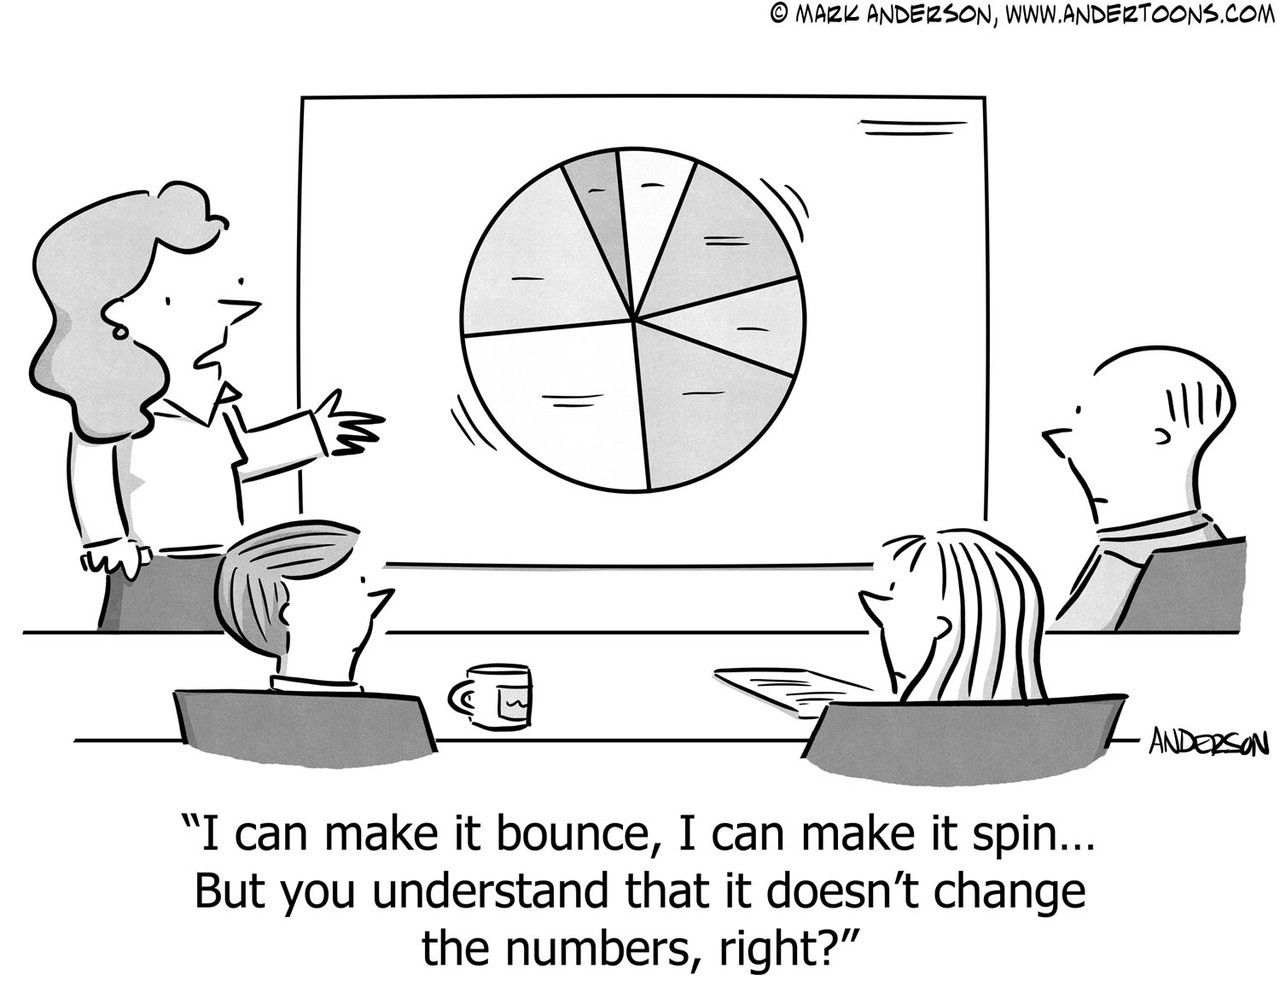 © MARK ANDERSON, WWW.ANDERTOONS.COM
ANDERSON
“I can make it bounce, I can make it spin...
But you understand that it doesn’t change
the numbers, right?”